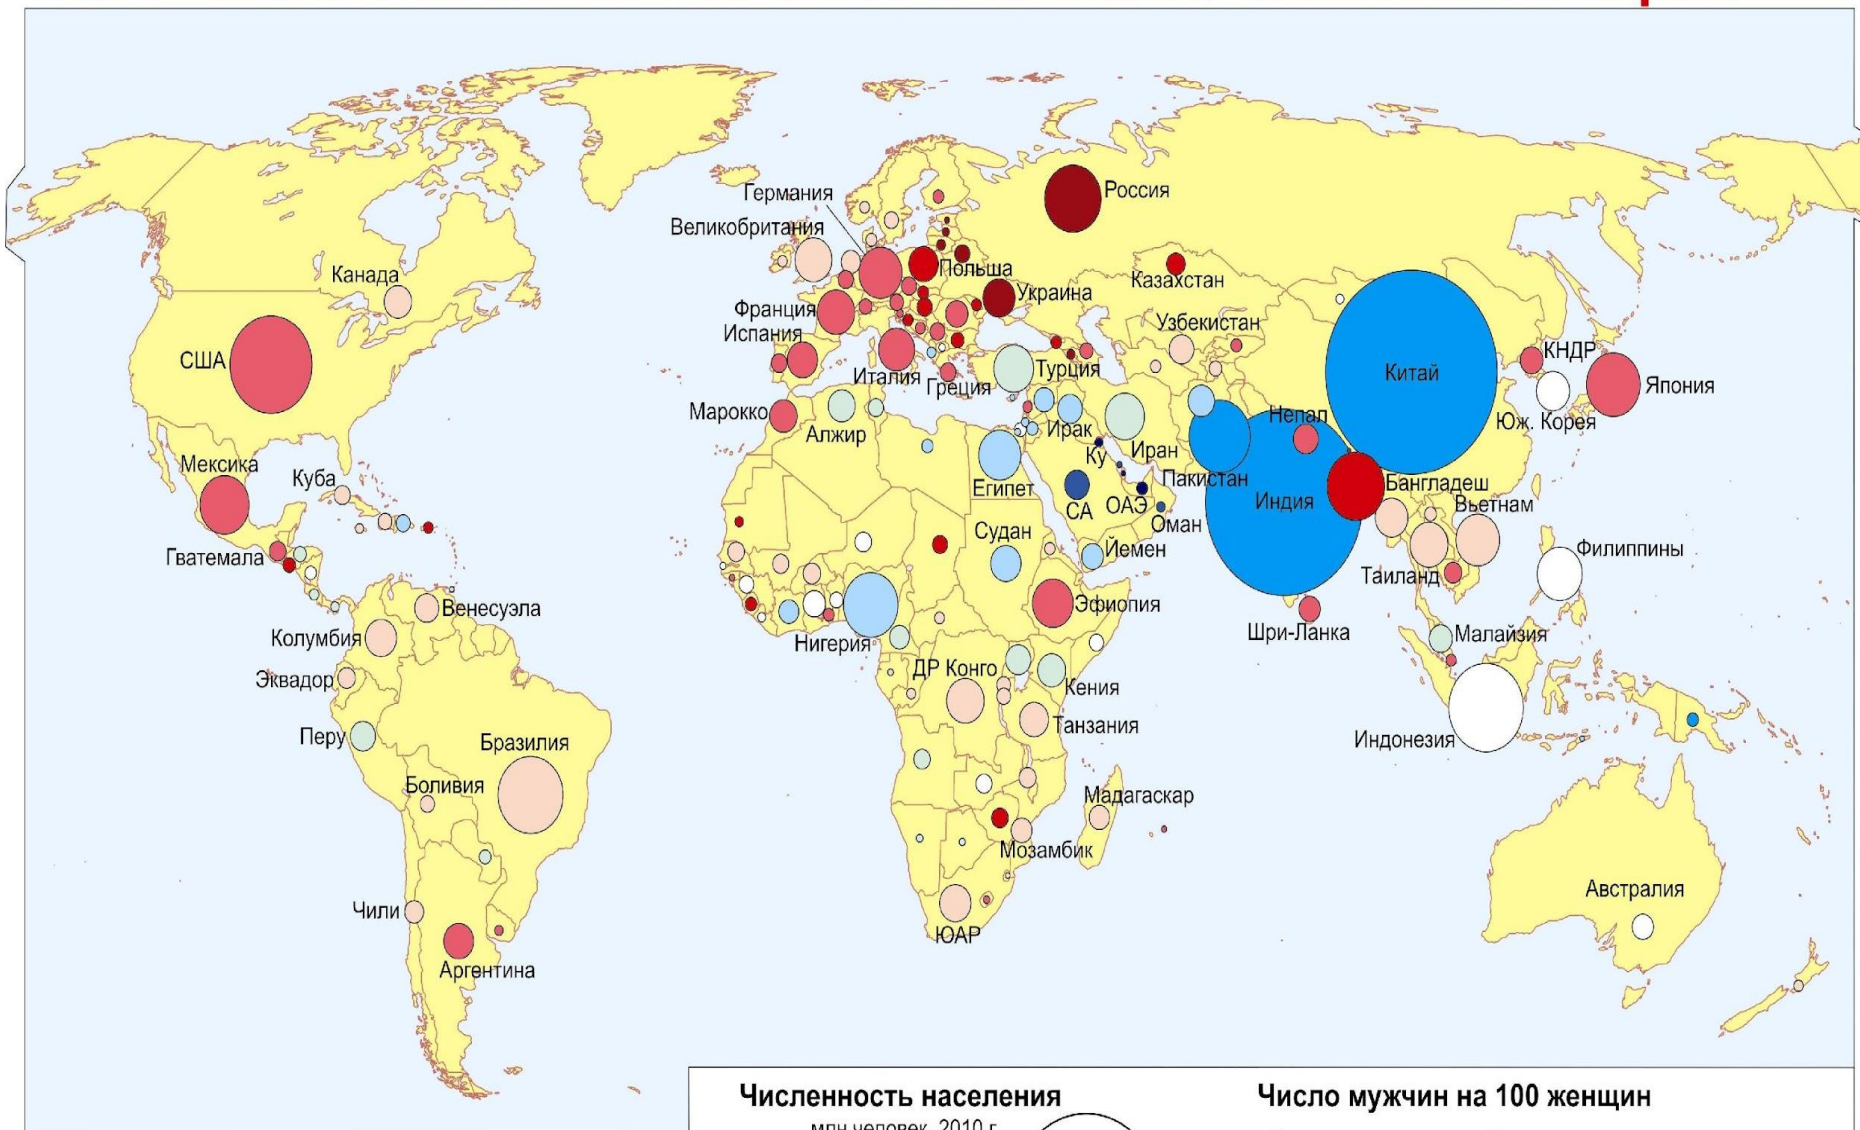 Германия
Россия
Великобритания
Канада
Польша
Казахстан
Украина
Франция
Испания
Узбекистан
США
КНДР
Китай
Турция
Италия
Греция
Япония
Марокко
Непал
Юж. Корея
Алжир
Ирак
Ку
Иран
Мексика
Куба
Пакистан
Бангладеш
Египет
СА
ОАЭ
Индия
Вьетнам
Оман
Судан
Йемен
Филиппины
Гватемала
Таиланд
Венесуэла
Эфиопия
Колумбия
Нигерия
Шри-Ланка
Малайзия
Эквадор
ДР Конго
Кения
Танзания
Перу
Бразилия
Индонезия
Боливия
Мадагаскар
Мозамбик
Австралия
Чили
ЮАР
Аргентина
Численность населения
млн человек, 2010 г.
Число мужчин на 100 женщин